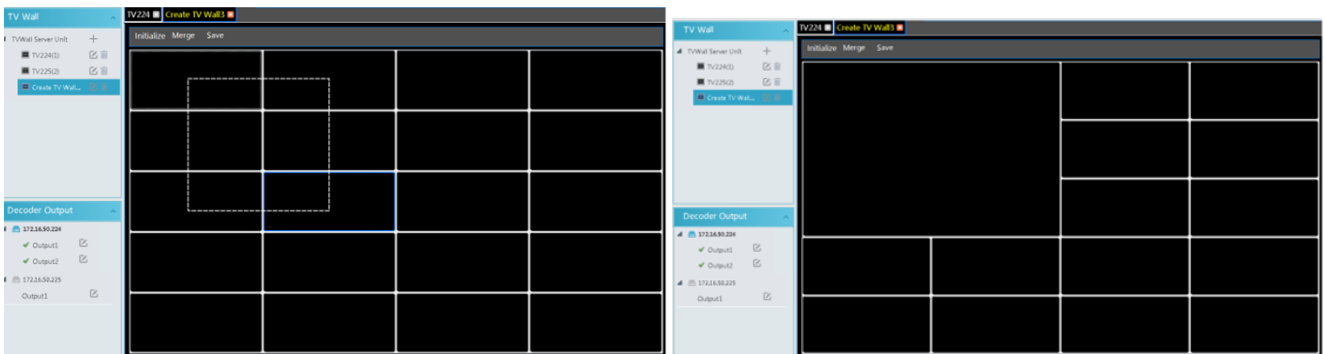 TV Wall
TV224 Create TV Wall3
Initialize Merge Save
TVWall Server Unit
TV224(1)
TV225(2)
Create TV Wall...
Decoder Output
172.16.50.224
Output1
Output2
172.16.50.225
Output1
TV Wall
TV224 Create TV Wall3
Initialize Merge Save
TVWall Server Unit
TV224(1)
TV225(2)
Create TV Wall...
Decoder Output
172.16.50.224
Output1
Output2
172.16.50.225
Output1